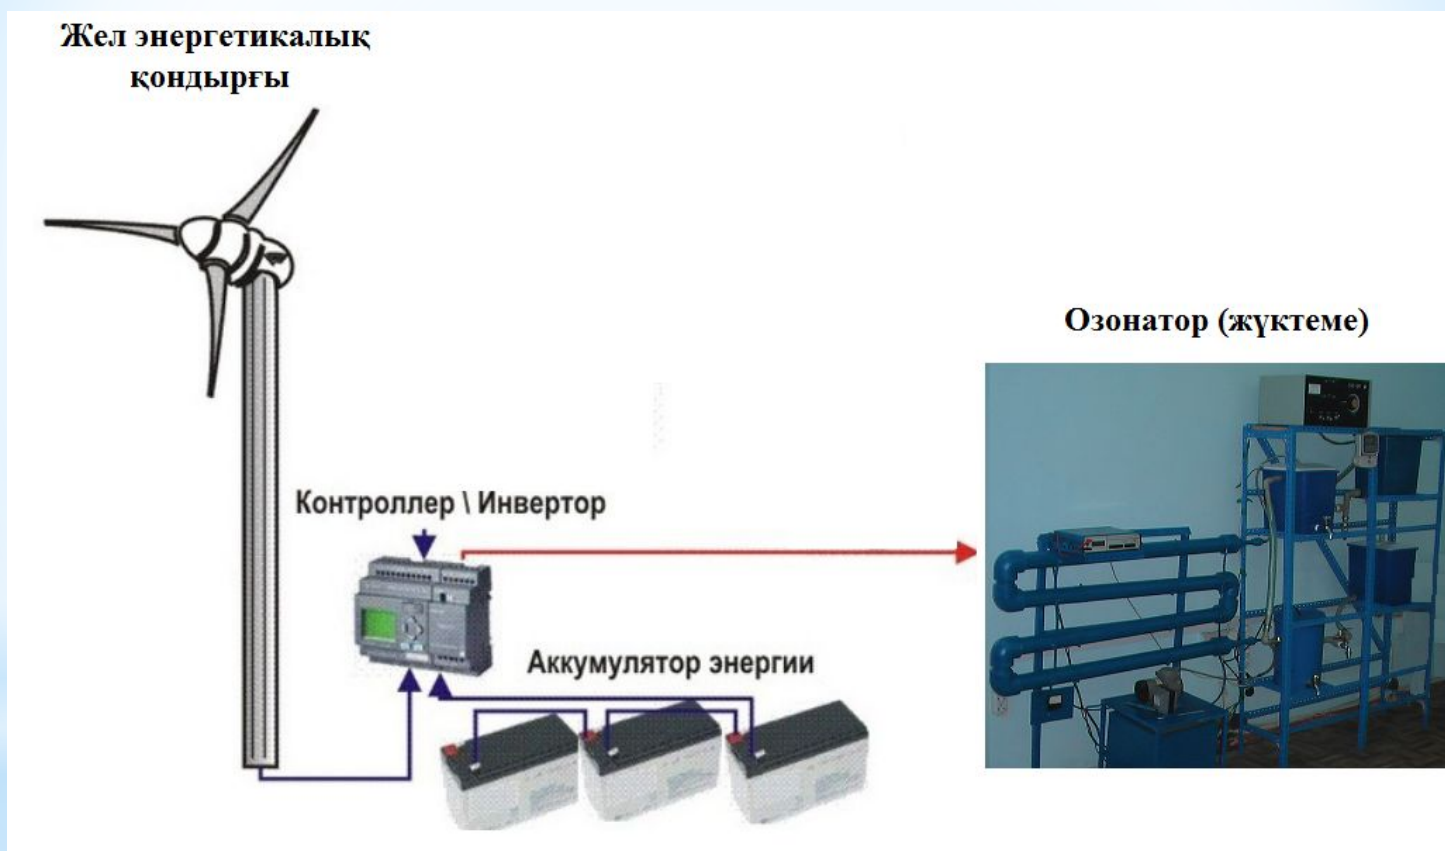 Жел энергетикалық
қондырғы
Озонатор (жүктеме)
Контроллер \ Инвертор
Аккумулятор энергии